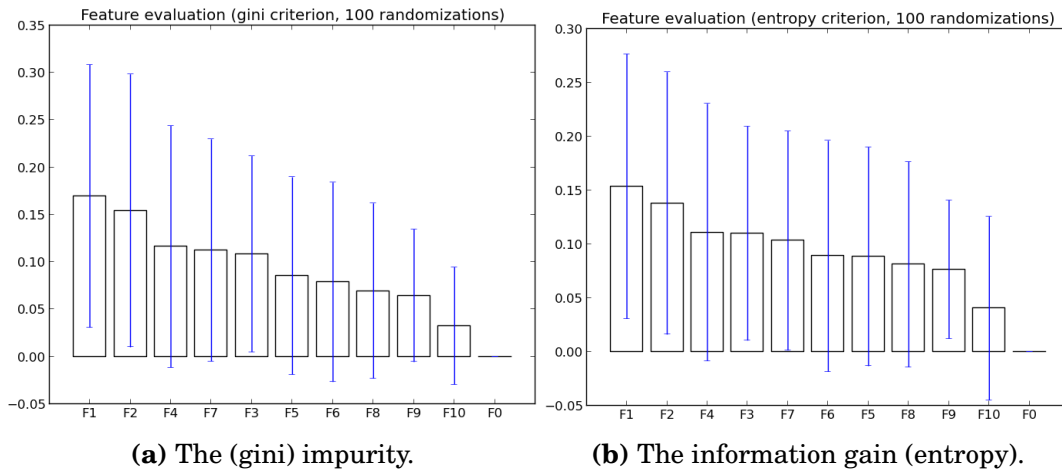 Feature evaluation (gini criterion, 100 randomizations)
0.35
0.30
0.25
0.20
0.15
0.10
0.05
0.00
−0.05
F1 F2 F4 F7 F3 F5 F6 F8 F9 F10 F0
(a) The (gini) impurity.
Feature evaluation (entropy criterion, 100 randomizations)
0.30
0.25
0.20
0.15
0.10
0.05
0.00
−0.05
F1 F2 F4 F3 F7 F6 F5 F8 F9 F10 F0
(b) The information gain (entropy).